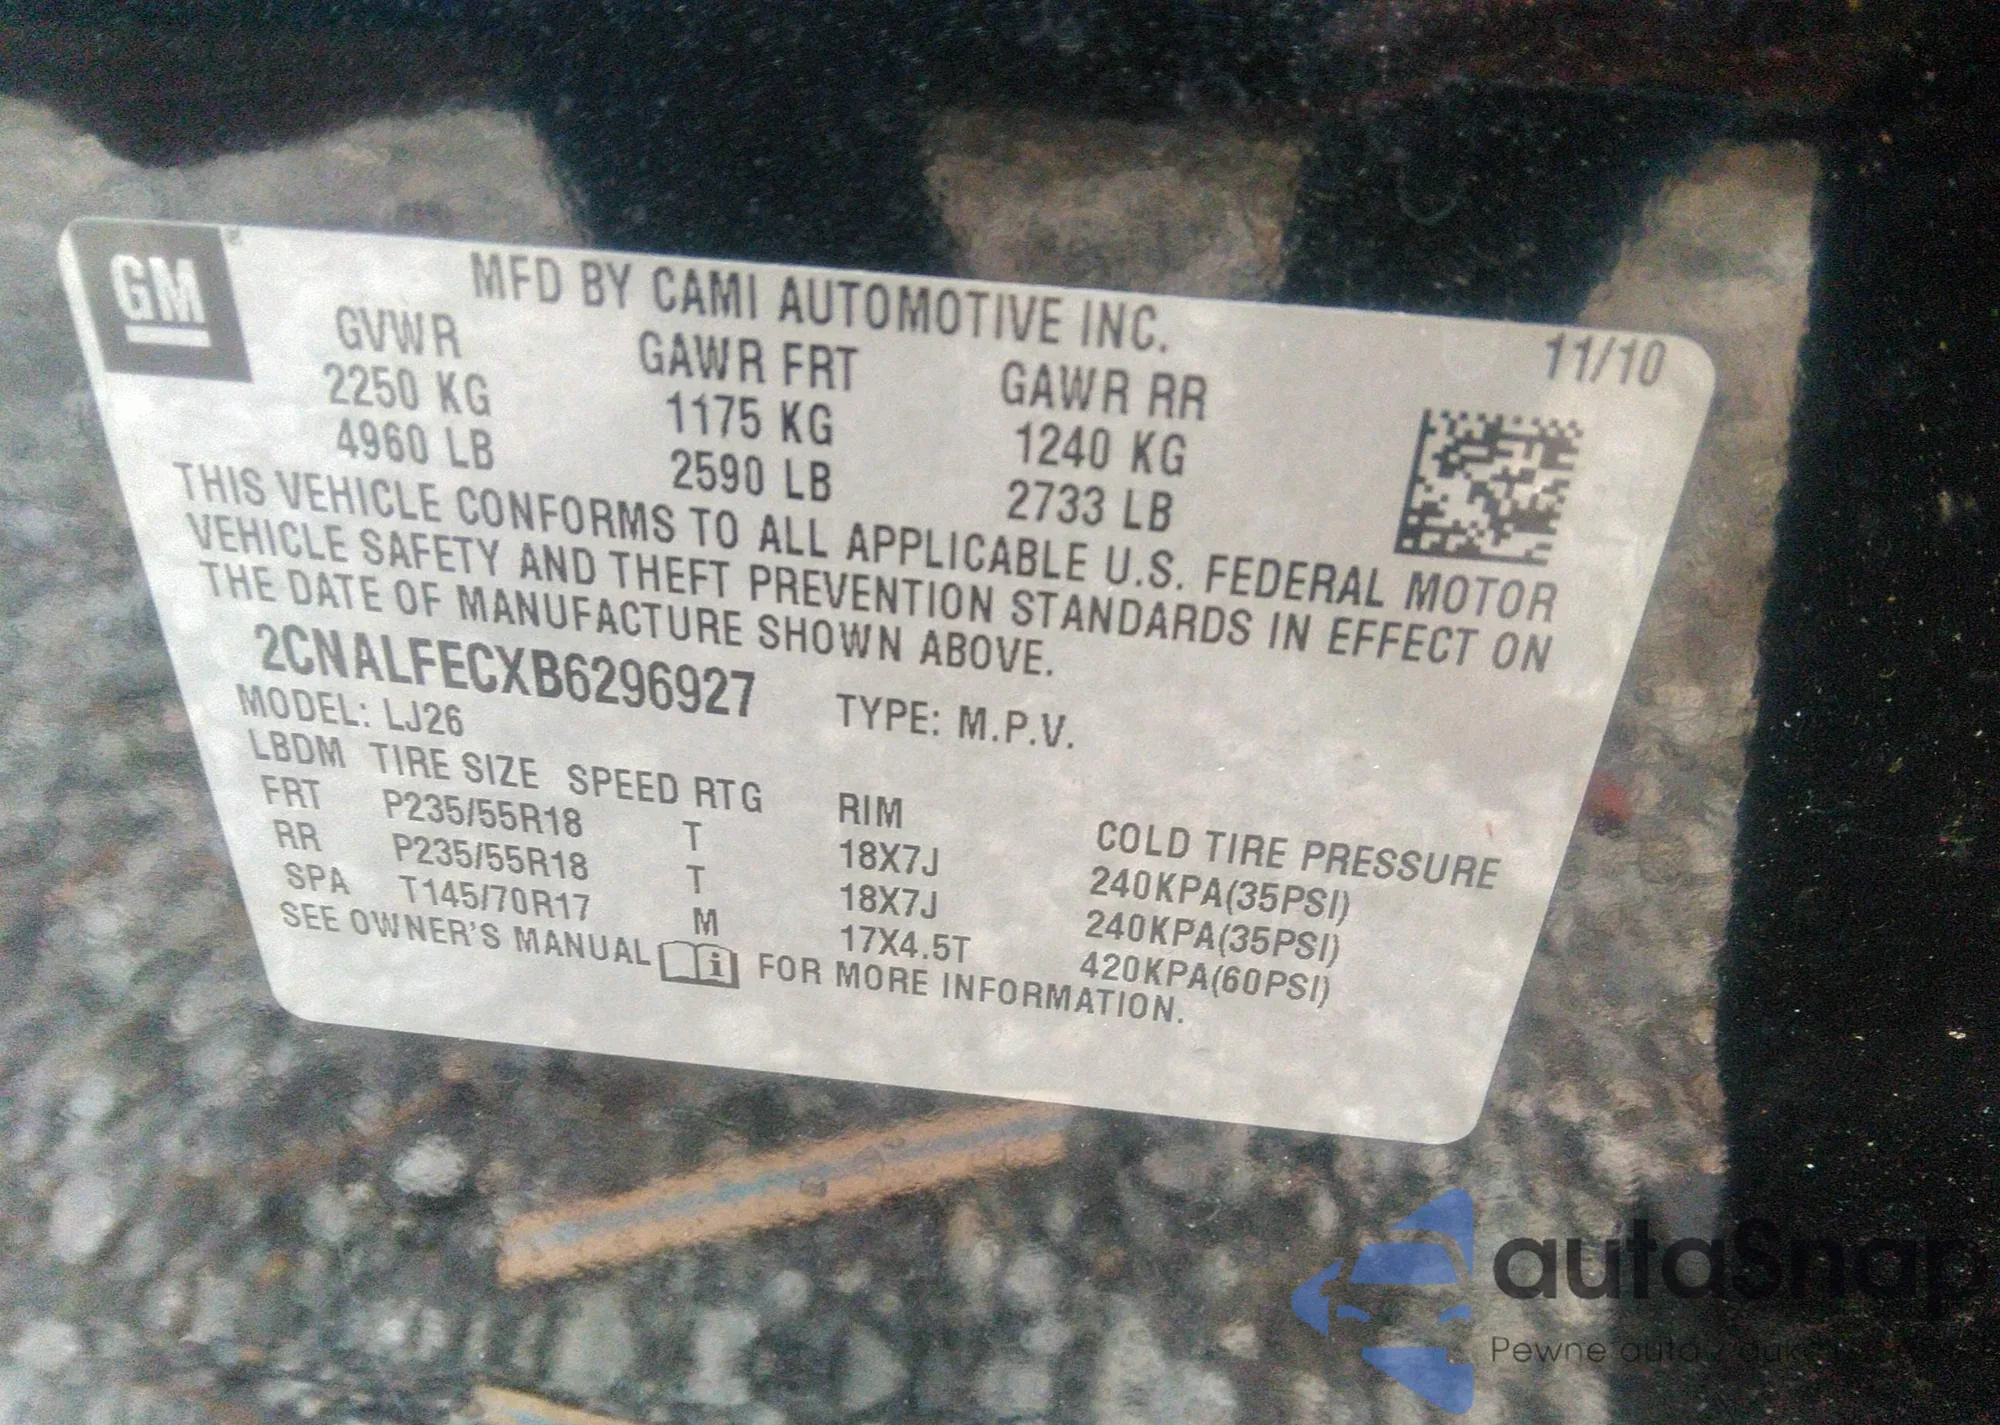 GM
MFD BY CAMI AUTOMOTIVE INC.
11/10
GVWR GAWR FRT GAWR RR
2250 KG 1175 KG 1240 KG
4960 LB 2590 LB 2733 LB
THIS VEHICLE CONFORMS TO ALL APPLICABLE U.S. FEDERAL MOTOR
VEHICLE SAFETY AND THEFT PREVENTION STANDARDS IN EFFECT ON
THE DATE OF MANUFACTURE SHOWN ABOVE.
2CNALFECXB6296927 TYPE: M.P.V.
MODEL: LJ26
LBDM TIRE SIZE SPEED RTG RIM COLD TIRE PRESSURE
FRT P235/55R18 T 18X7J 240KPA(35PSI)
RR P235/55R18 T 18X7J 240KPA(35PSI)
SPA T145/70R17 M 17X4.5T 420KPA(60PSI)
SEE OWNER'S MANUAL i FOR MORE INFORMATION.
autaSnap
Pewne auta z